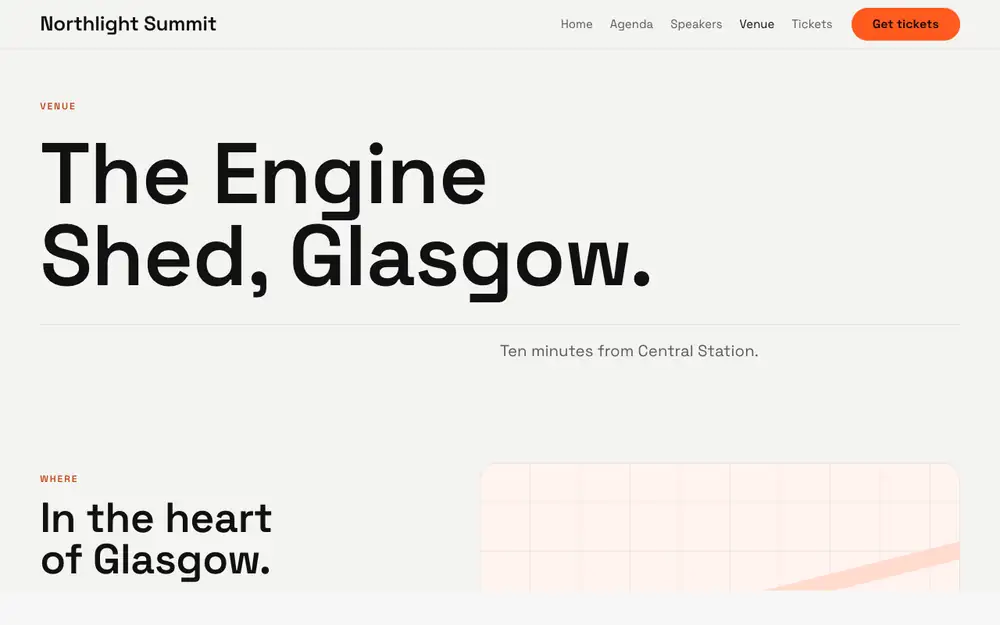 Northlight Summit
Home Agenda Speakers Venue Tickets Get tickets
VENUE
The Engine
Shed, Glasgow.
Ten minutes from Central Station.
WHERE
In the heart
of Glasgow.